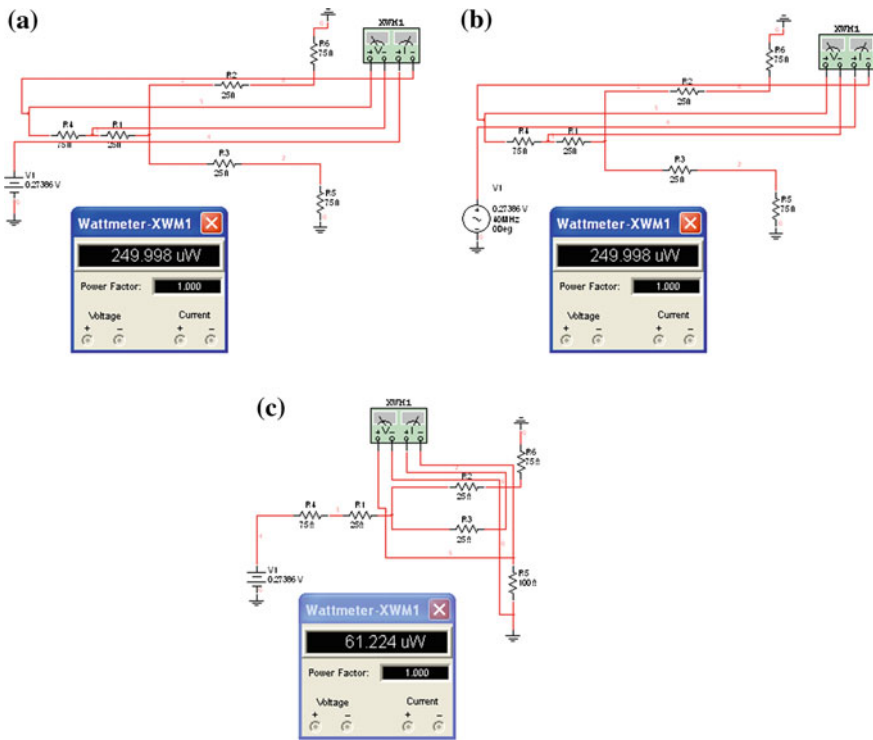 (a)
XWM1
R6
75Ω
R2
25Ω
R4
75Ω
R1
25Ω
R3
25Ω
V1
0.27386 V
R5
75Ω
Wattmeter-XWM1
249.998 uW
Power Factor: 1.000
Voltage Current
+ - + -
(b)
XWM1
R6
75Ω
R2
25Ω
R4
75Ω
R1
25Ω
R3
25Ω
V1
0.27386 V
40MHz
0Deg
R5
75Ω
Wattmeter-XWM1
249.998 uW
Power Factor: 1.000
Voltage Current
+ - + -
(c)
XWM1
R6
75Ω
R2
25Ω
R4
75Ω
R1
25Ω
R3
25Ω
V1
0.27386 V
R5
100Ω
Wattmeter-XWM1
61.224 uW
Power Factor: 1.000
Voltage Current
+ - + -